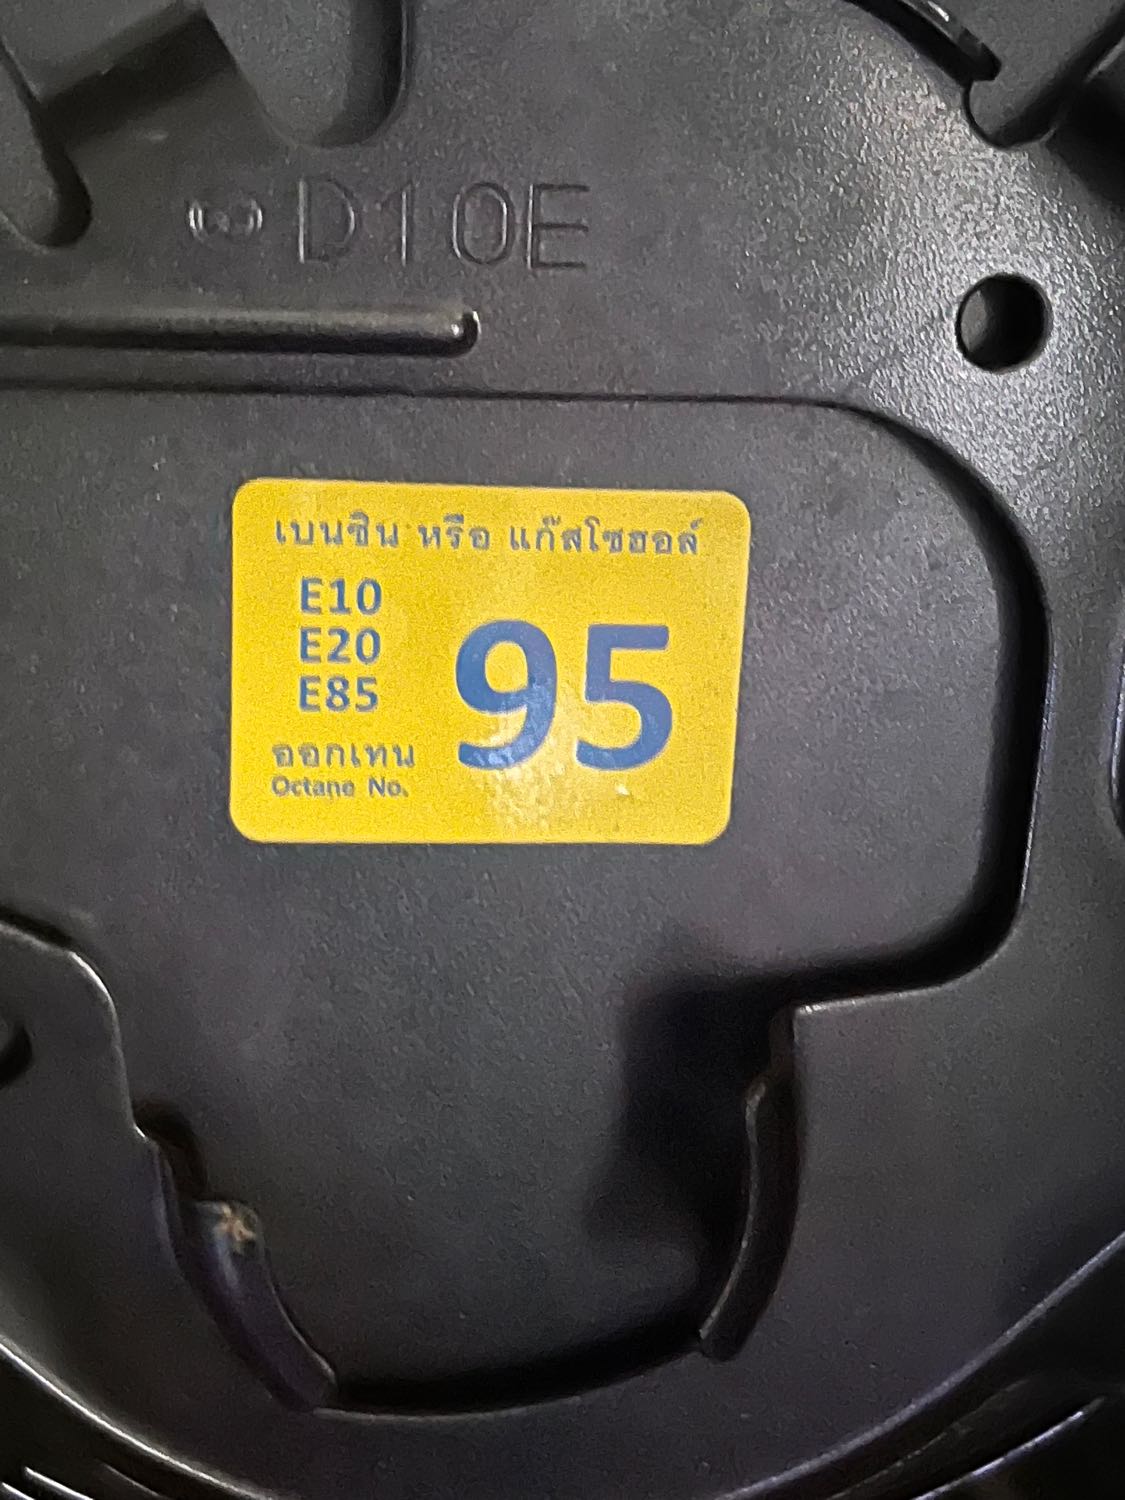 D10E
เบนซิน หรือ แก๊สโซฮอล์
E10
E20
E85
95
ออกเทน
Octane No.